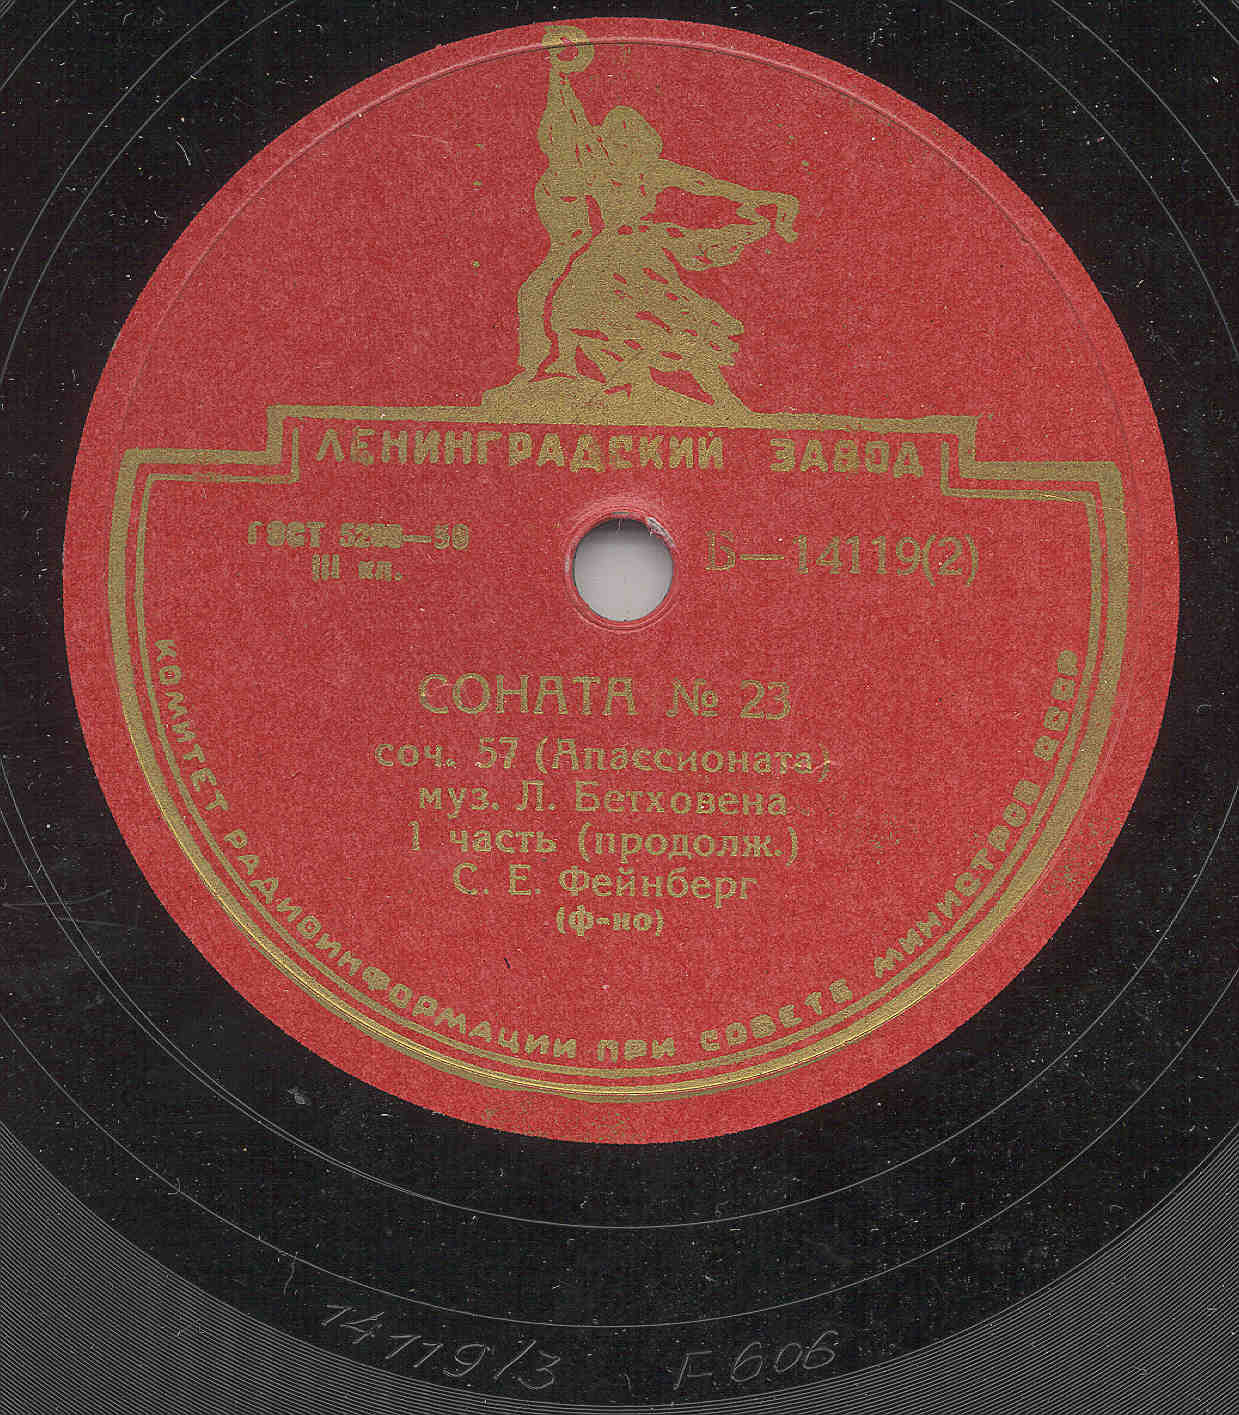 ЛЕНИНГРАДСКИЙ ЗАВОД
ГОСТ 5289—50
III кл.
Б—14119(2)
СОНАТА № 23
соч. 57 (Апассионата)
муз. Л. Бетховена
1 часть (продолж.)
С. Е. Фейнберг
(ф-но)
КОМИТЕТ РАДИОИНФОРМАЦИИ ПРИ СОВЕТЕ МИНИСТРОВ СССР
14119/3 F.606